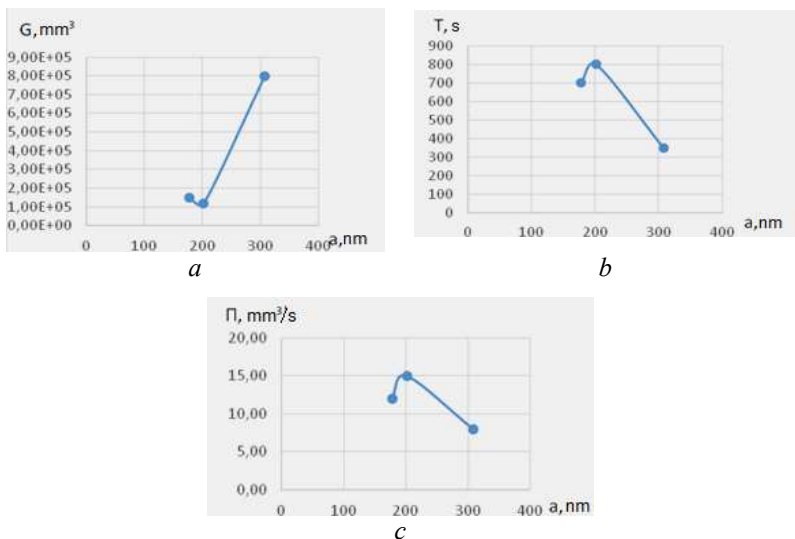 G, mm³
9,00E+05
8,00E+05
7,00E+05
6,00E+05
5,00E+05
4,00E+05
3,00E+05
2,00E+05
1,00E+05
0,00E+00
0 100 200 300 400 a,nm
a
T, s
900
800
700
600
500
400
300
200
100
0
0 100 200 300 400 a,nm
b
П, mm³/s
20,00
15,00
10,00
5,00
0,00
0 100 200 300 400 a,nm
c